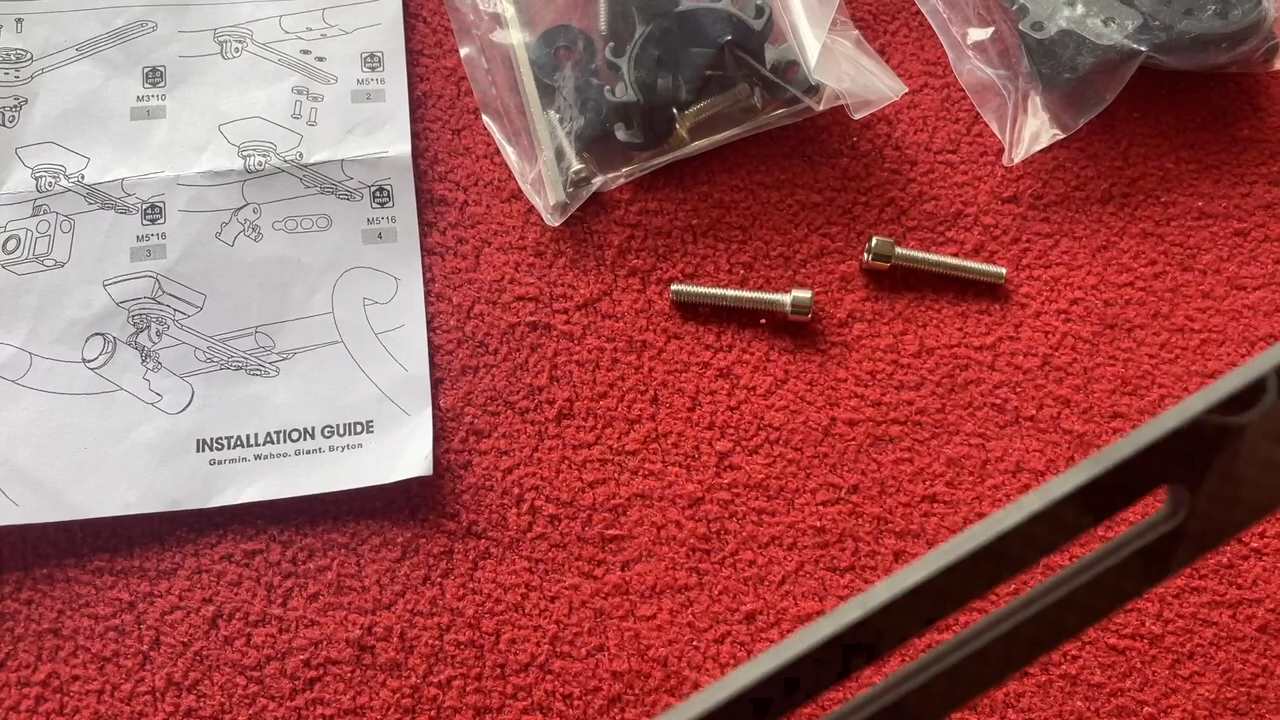 2.0
mm
M3*10
1
4.0
mm
M5*16
2
4.0
mm
M5*16
3
4.0
mm
M5*16
4
INSTALLATION GUIDE
Garmin. Wahoo. Giant. Bryton